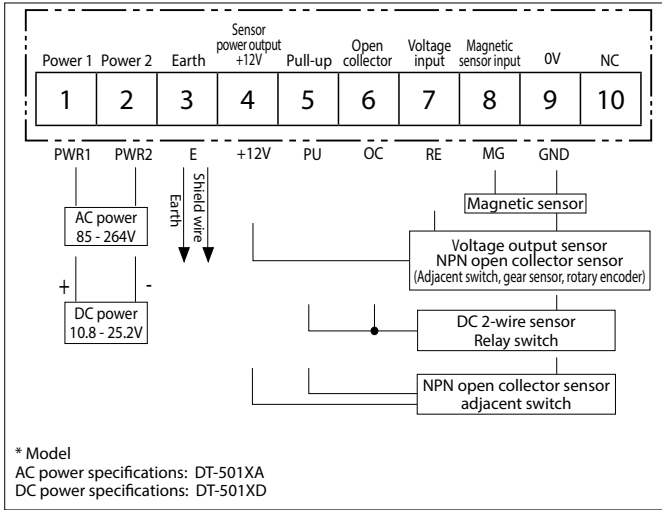 Power 1 Power 2 Earth Sensor power output +12V Pull-up Open collector Voltage input Magnetic sensor input 0V NC
1 2 3 4 5 6 7 8 9 10
PWR1 PWR2 E +12V PU OC RE MG GND
Shield wire
Earth
AC power
85 - 264V
+ -
DC power
10.8 - 25.2V
Magnetic sensor
Voltage output sensor
NPN open collector sensor
(Adjacent switch, gear sensor, rotary encoder)
DC 2-wire sensor
Relay switch
NPN open collector sensor
adjacent switch
* Model
AC power specifications: DT-501XA
DC power specifications: DT-501XD